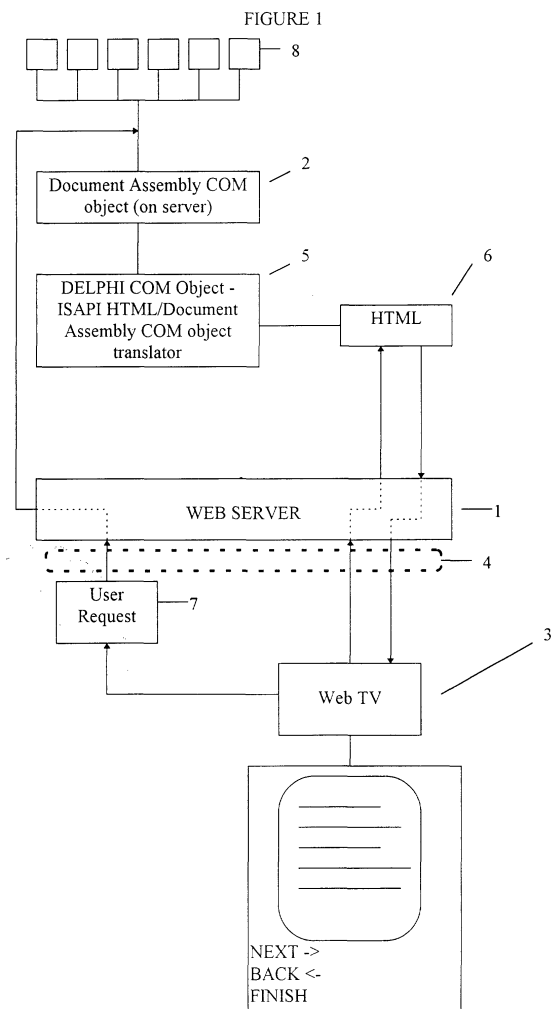 FIGURE 1
8
Document Assembly COM
object (on server)
2
DELPHI COM Object -
ISAPI HTML/Document
Assembly COM object
translator
5
HTML
6
WEB SERVER
1
4
User
Request
7
Web TV
3
NEXT ->
BACK <-
FINISH